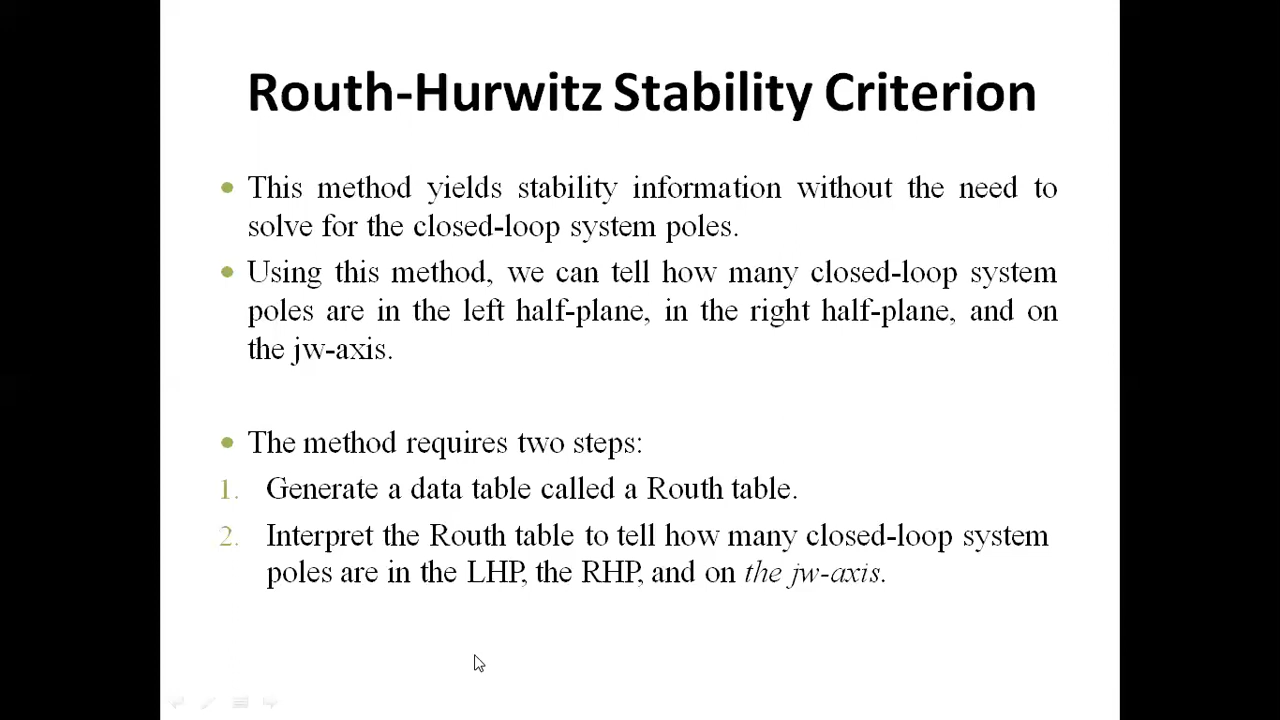 Routh-Hurwitz Stability Criterion
• This method yields stability information without the need to
solve for the closed-loop system poles.
• Using this method, we can tell how many closed-loop system
poles are in the left half-plane, in the right half-plane, and on
the jw-axis.
• The method requires two steps:
1. Generate a data table called a Routh table.
2. Interpret the Routh table to tell how many closed-loop system
poles are in the LHP, the RHP, and on the jw-axis.